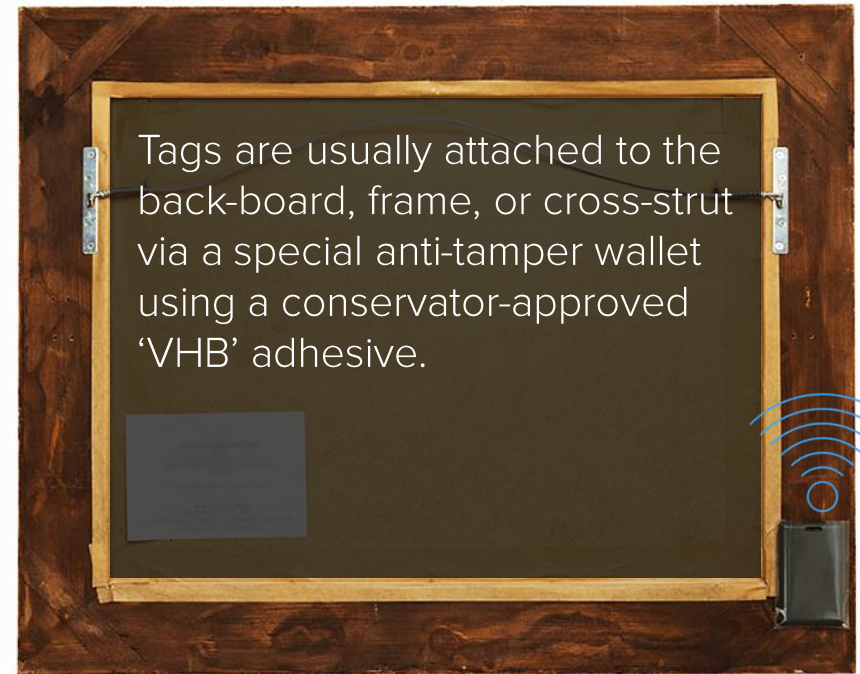 Tags are usually attached to the
back-board, frame, or cross-strut
via a special anti-tamper wallet
using a conservator-approved
‘VHB’ adhesive.